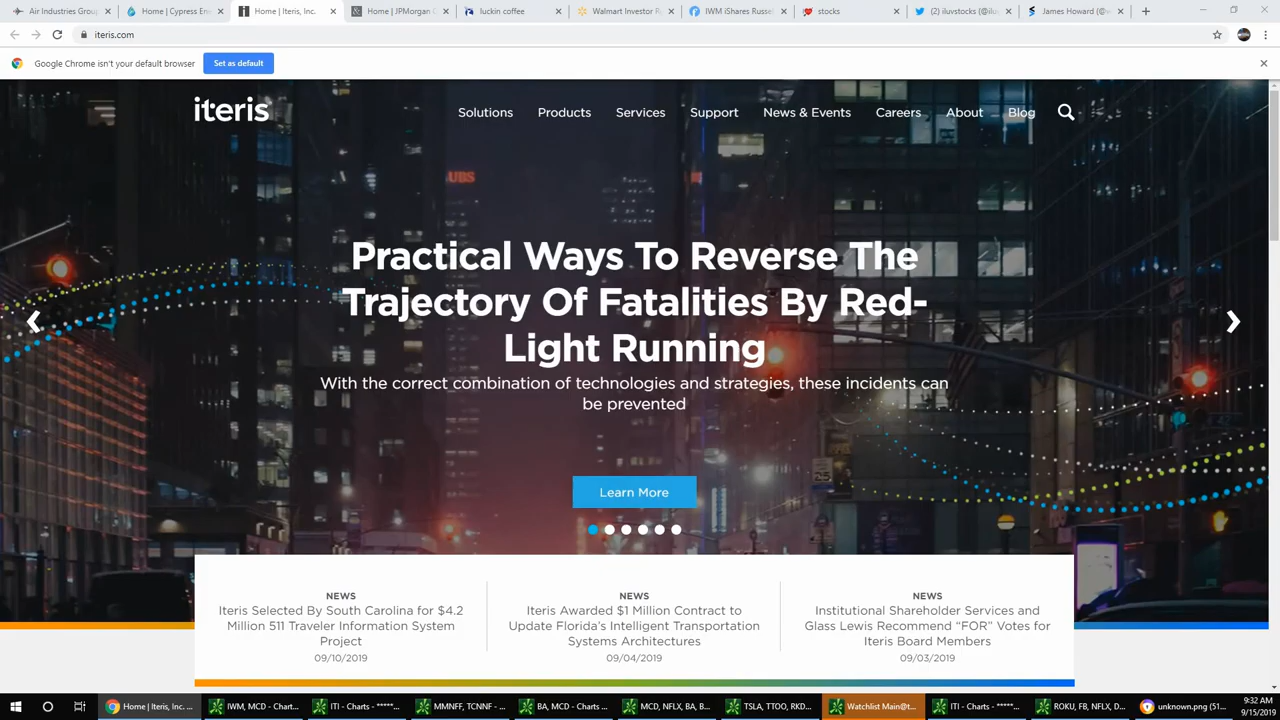 Air Industries Group
Home | Cypress En
Home | Iteris, Inc.
Home | JPMorgan C
luckin coffee
Walmart Investor R
IWM iShares Russe
stocks
(2) iluvstocks (@ilu
James Howard (@
iteris.com
Google Chrome isn't your default browser
Set as default
iteris
Solutions
Products
Services
Support
News & Events
Careers
About
Blog
UBS
Practical Ways To Reverse The
Trajectory Of Fatalities By Red-
Light Running
With the correct combination of technologies and strategies, these incidents can
be prevented
Learn More
NEWS
Iteris Selected By South Carolina for $4.2
Million 511 Traveler Information System
Project
09/10/2019
NEWS
Iteris Awarded $1 Million Contract to
Update Florida's Intelligent Transportation
Systems Architectures
09/04/2019
NEWS
Institutional Shareholder Services and
Glass Lewis Recommend “FOR” Votes for
Iteris Board Members
09/03/2019
Home | Iteris, Inc. ...
IWM, MCD - Chart...
ITI - Charts - *****...
MMNFF, TCNNF - ...
BA, MCD - Charts ...
MCD, NFLX, BA, B...
TSLA, TTOO, RKD...
Watchlist Main@t...
ITI - Charts - *****...
ROKU, FB, NFLX, D...
unknown.png (51...
9:32 AM
9/15/2019